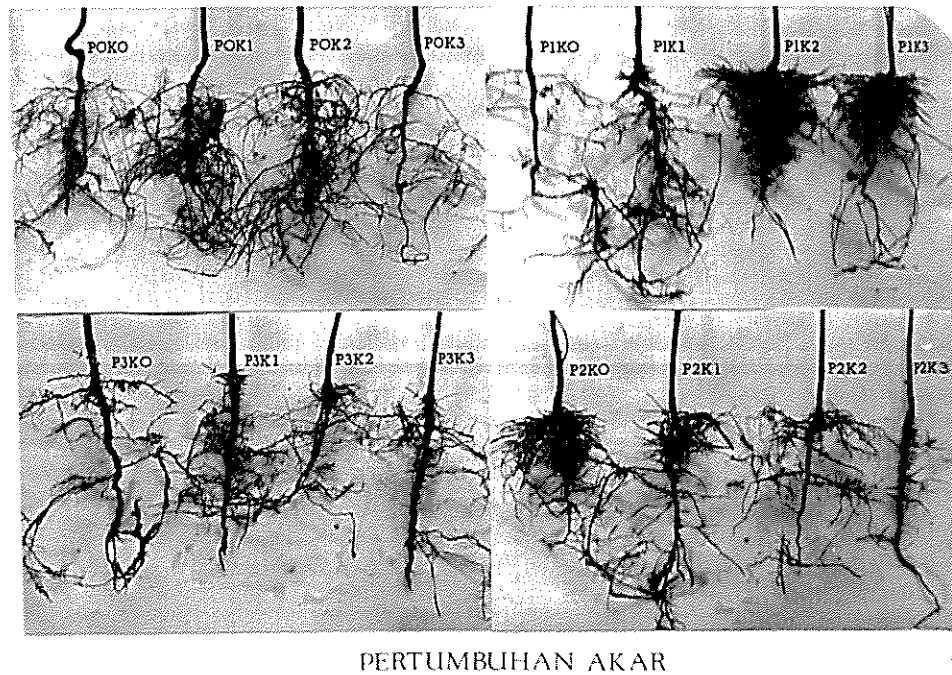 POKO POK1 POK2 POK3
P1KO P1K1 P1K2 P1K3
P3KO P3K1 P3K2 P3K3
P2KO P2K1 P2K2 P2K3
PERTUMBUHAN AKAR